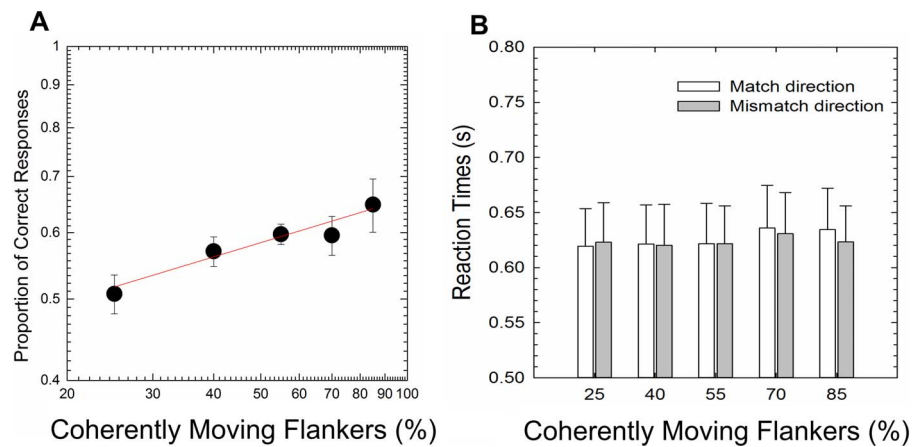 A
1
0.9
0.8
0.7
0.6
0.5
0.4
Proportion of Correct Responses
20 30 40 50 60 70 80 90 100
Coherently Moving Flankers (%)
B
0.80
0.75
0.70
0.65
0.60
0.55
0.50
Reaction Times (s)
Match direction
Mismatch direction
25 40 55 70 85
Coherently Moving Flankers (%)